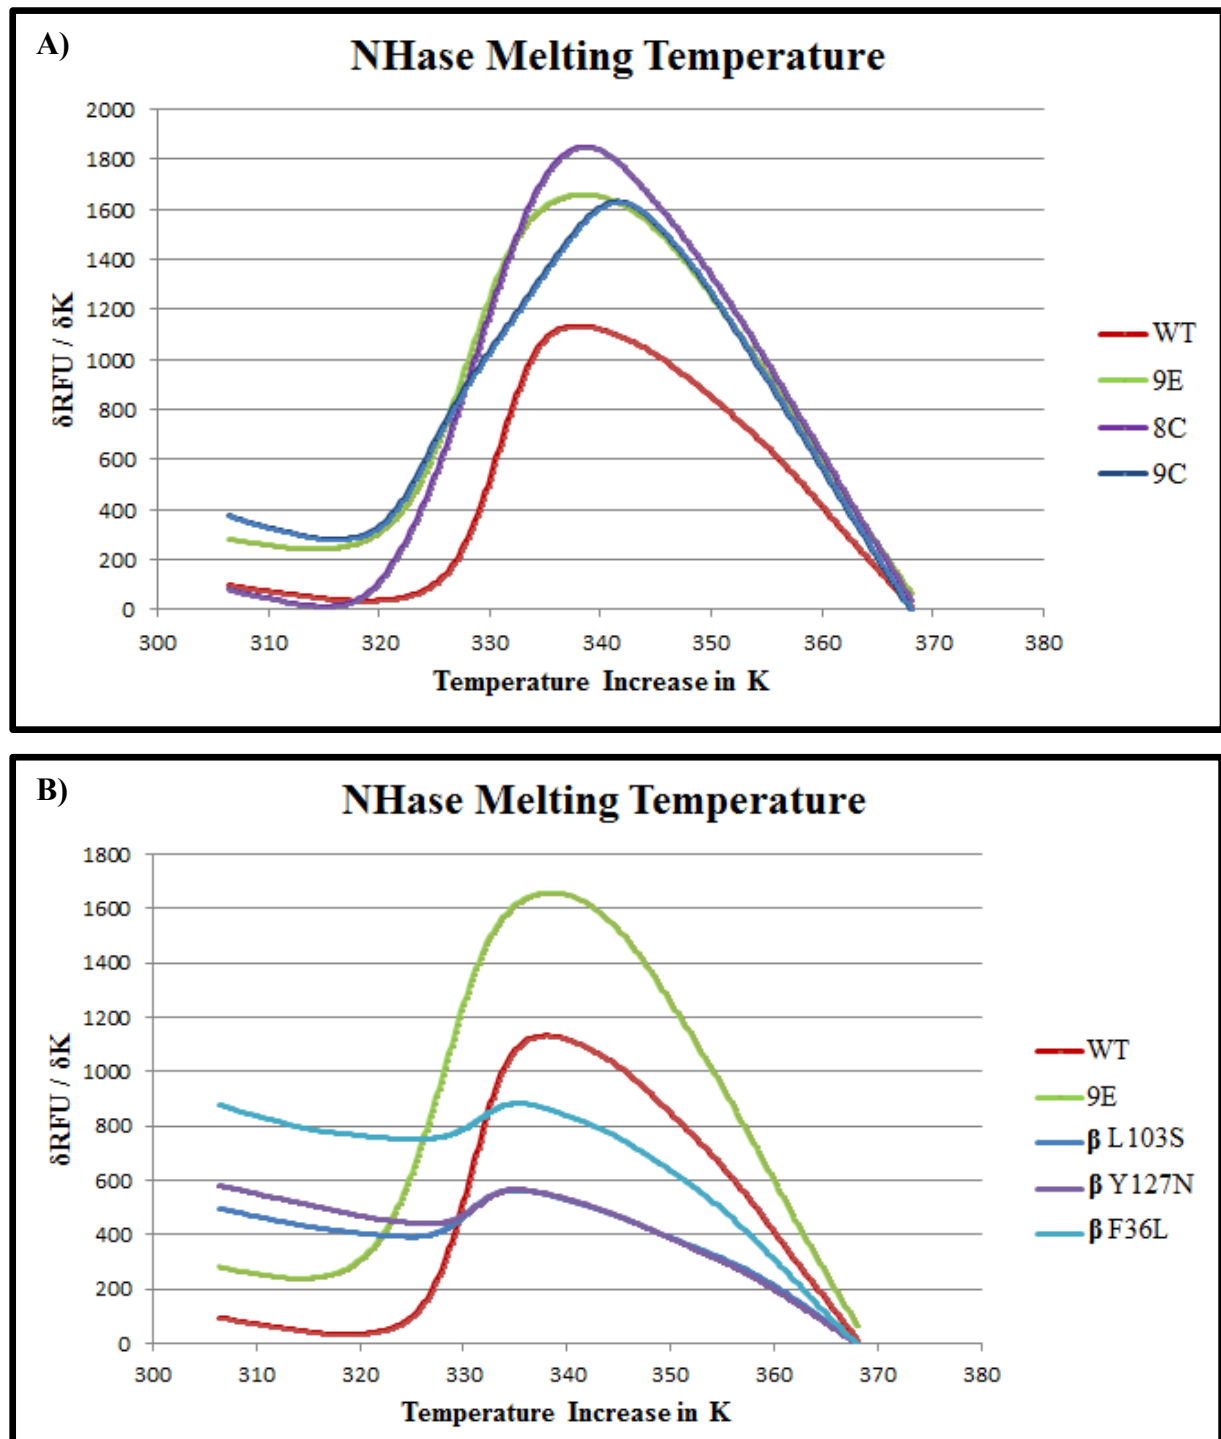 A)
NHase Melting Temperature
2000
1800
1600
1400
1200
1000
800
600
400
200
0
δRFU / δK
300 310 320 330 340 350 360 370 380
Temperature Increase in K
WT
9E
8C
9C
B)
NHase Melting Temperature
1800
1600
1400
1200
1000
800
600
400
200
0
δRFU / δK
300 310 320 330 340 350 360 370 380
Temperature Increase in K
WT
9E
β L103S
β Y127N
β F36L